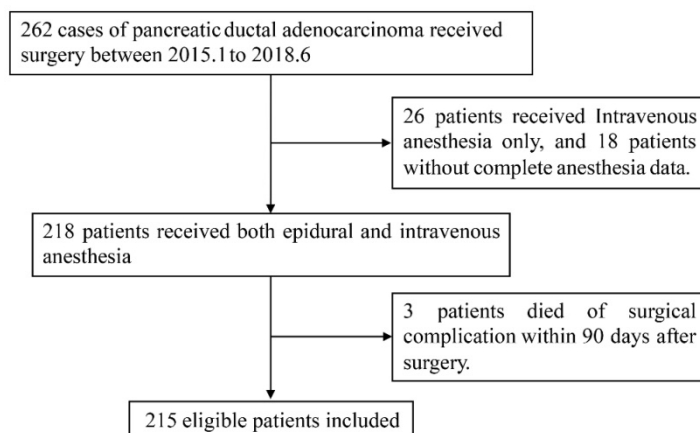 262 cases of pancreatic ductal adenocarcinoma received
surgery between 2015.1 to 2018.6
26 patients received Intravenous
anesthesia only, and 18 patients
without complete anesthesia data.
218 patients received both epidural and intravenous
anesthesia
3 patients died of surgical
complication within 90 days after
surgery.
215 eligible patients included